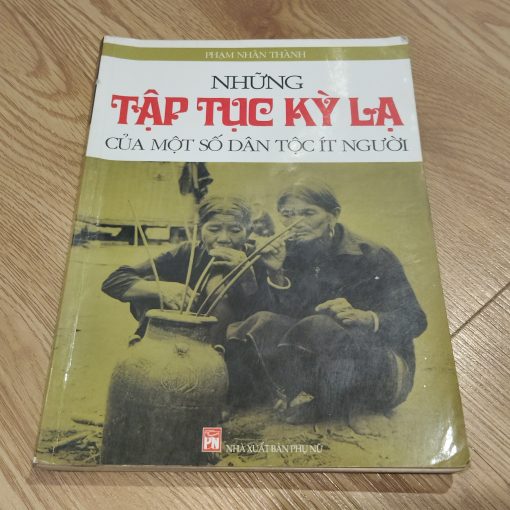 PHẠM NHÂN THÀNH
NHỮNG
TẬP TỤC KỲ LẠ
CỦA MỘT SỐ DÂN TỘC ÍT NGƯỜI
PN
NHÀ XUẤT BẢN PHỤ NỮ